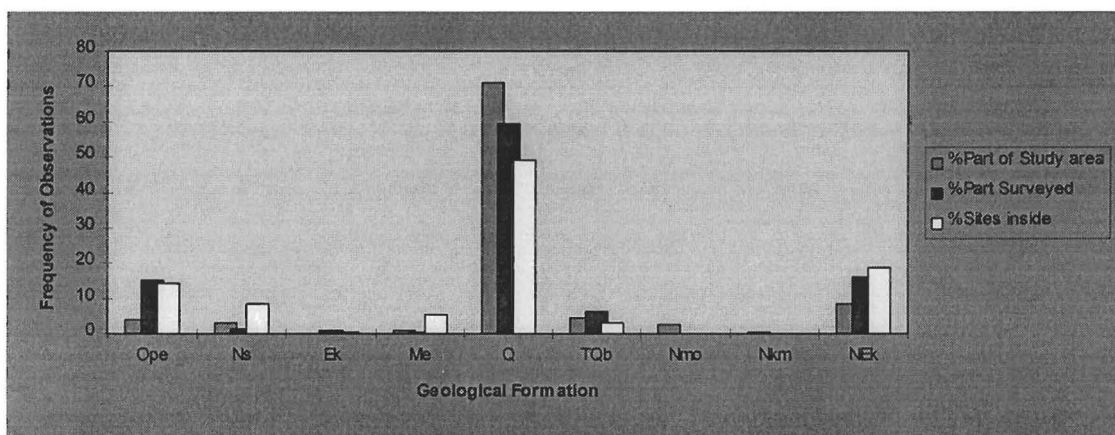 80
70
60
50
40
30
20
10
0
Frequency of Observations
Ope Ns Ek Me Q TQb Nmo Nkm NEk
Geological Formation
%Part of Study area
%Part Surveyed
%Sites inside